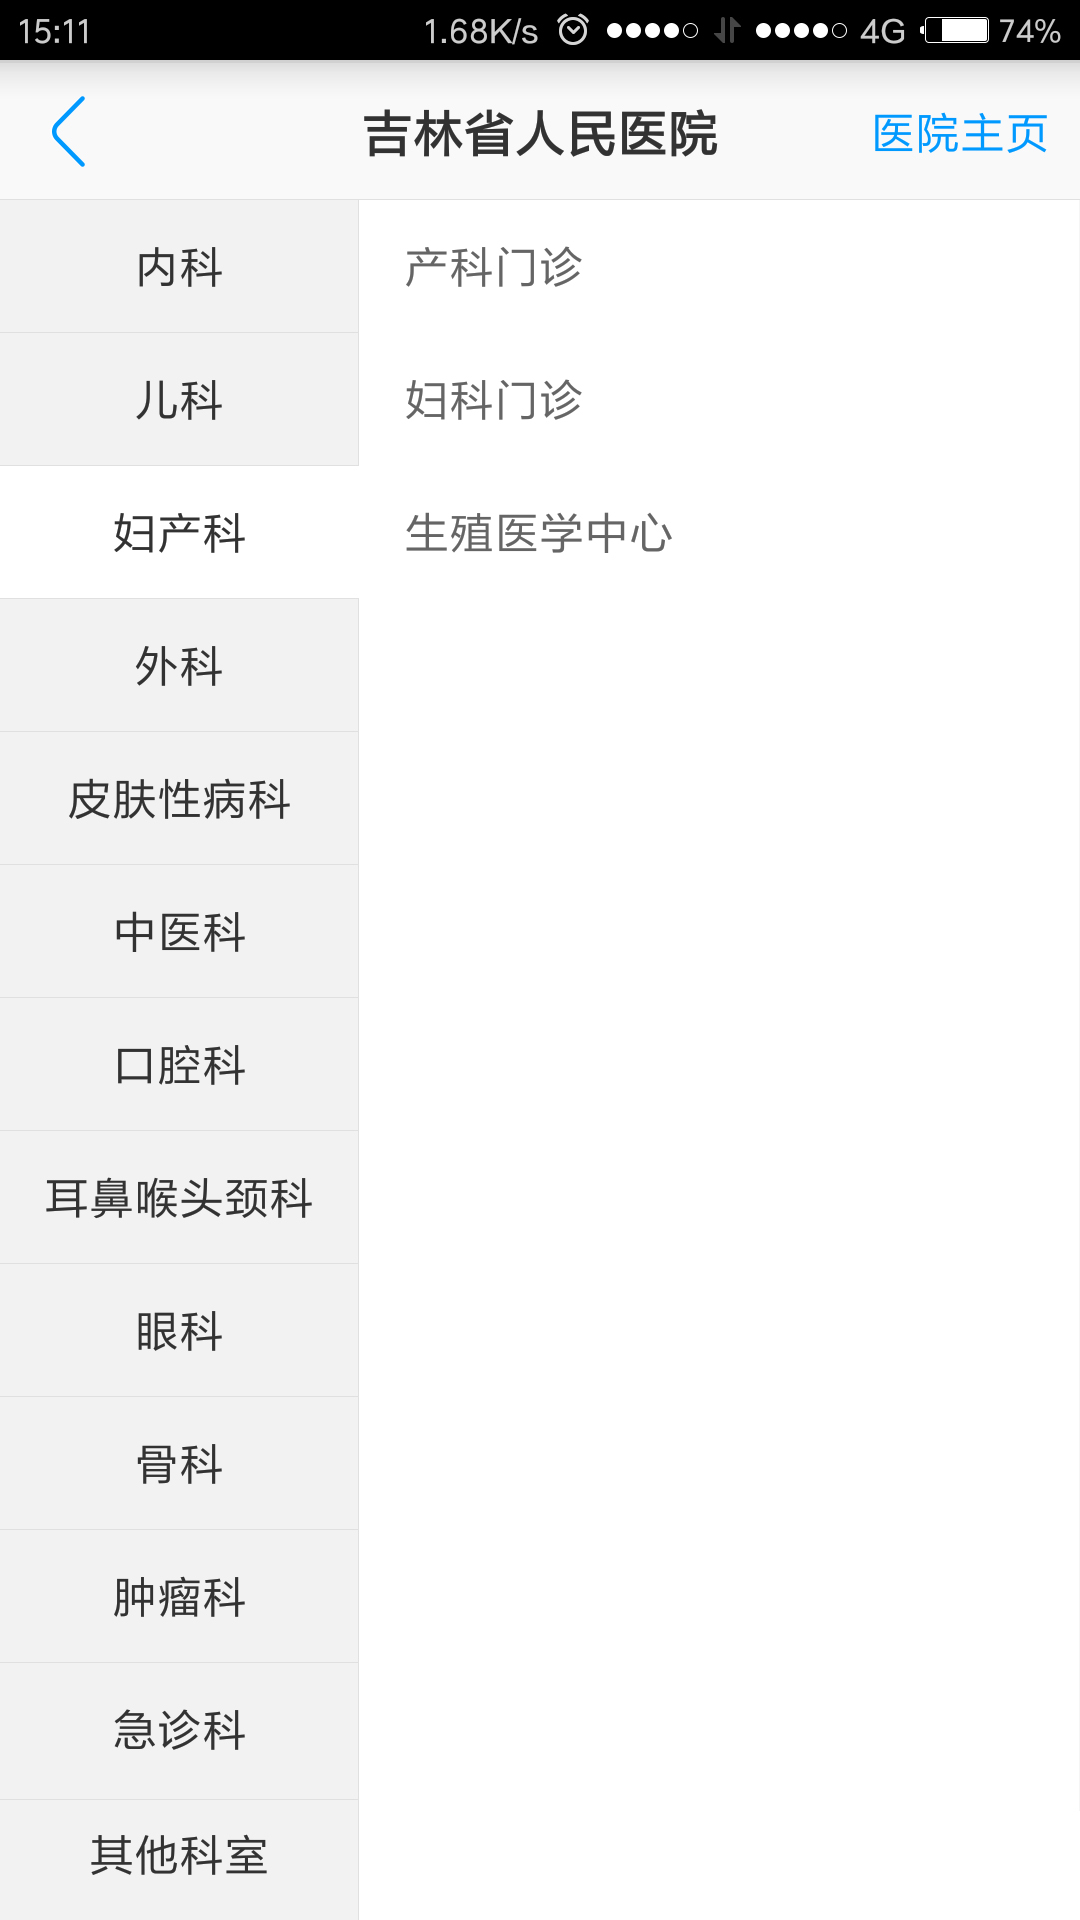 15:11 1.68K/s 4G 74%
吉林省人民医院 医院主页
内科 产科门诊
儿科 妇科门诊
妇产科 生殖医学中心
外科
皮肤性病科
中医科
口腔科
耳鼻喉头颈科
眼科
骨科
肿瘤科
急诊科
其他科室